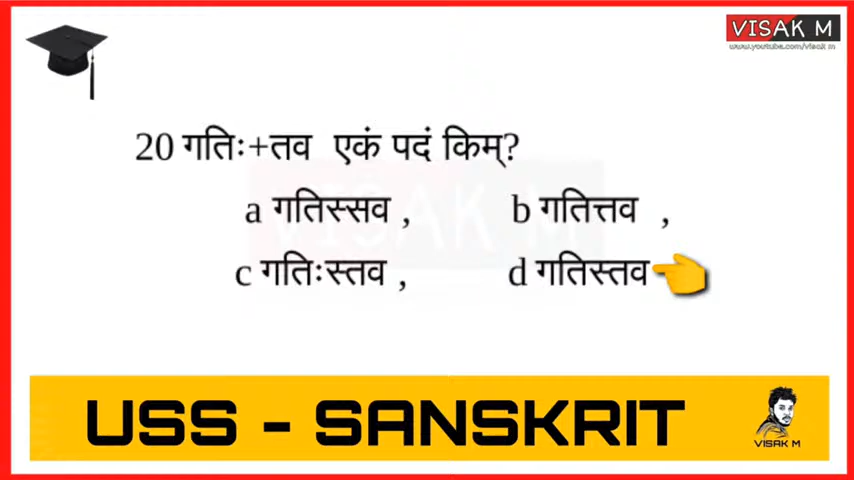 VISAK M
www.youtube.com/visak m
20 गतिः+तव एकं पदं किम्?
a गतिस्सव , b गतित्तव ,
c गतिःस्तव , d गतिस्तव
VISAK M
USS - SANSKRIT
VISAK M